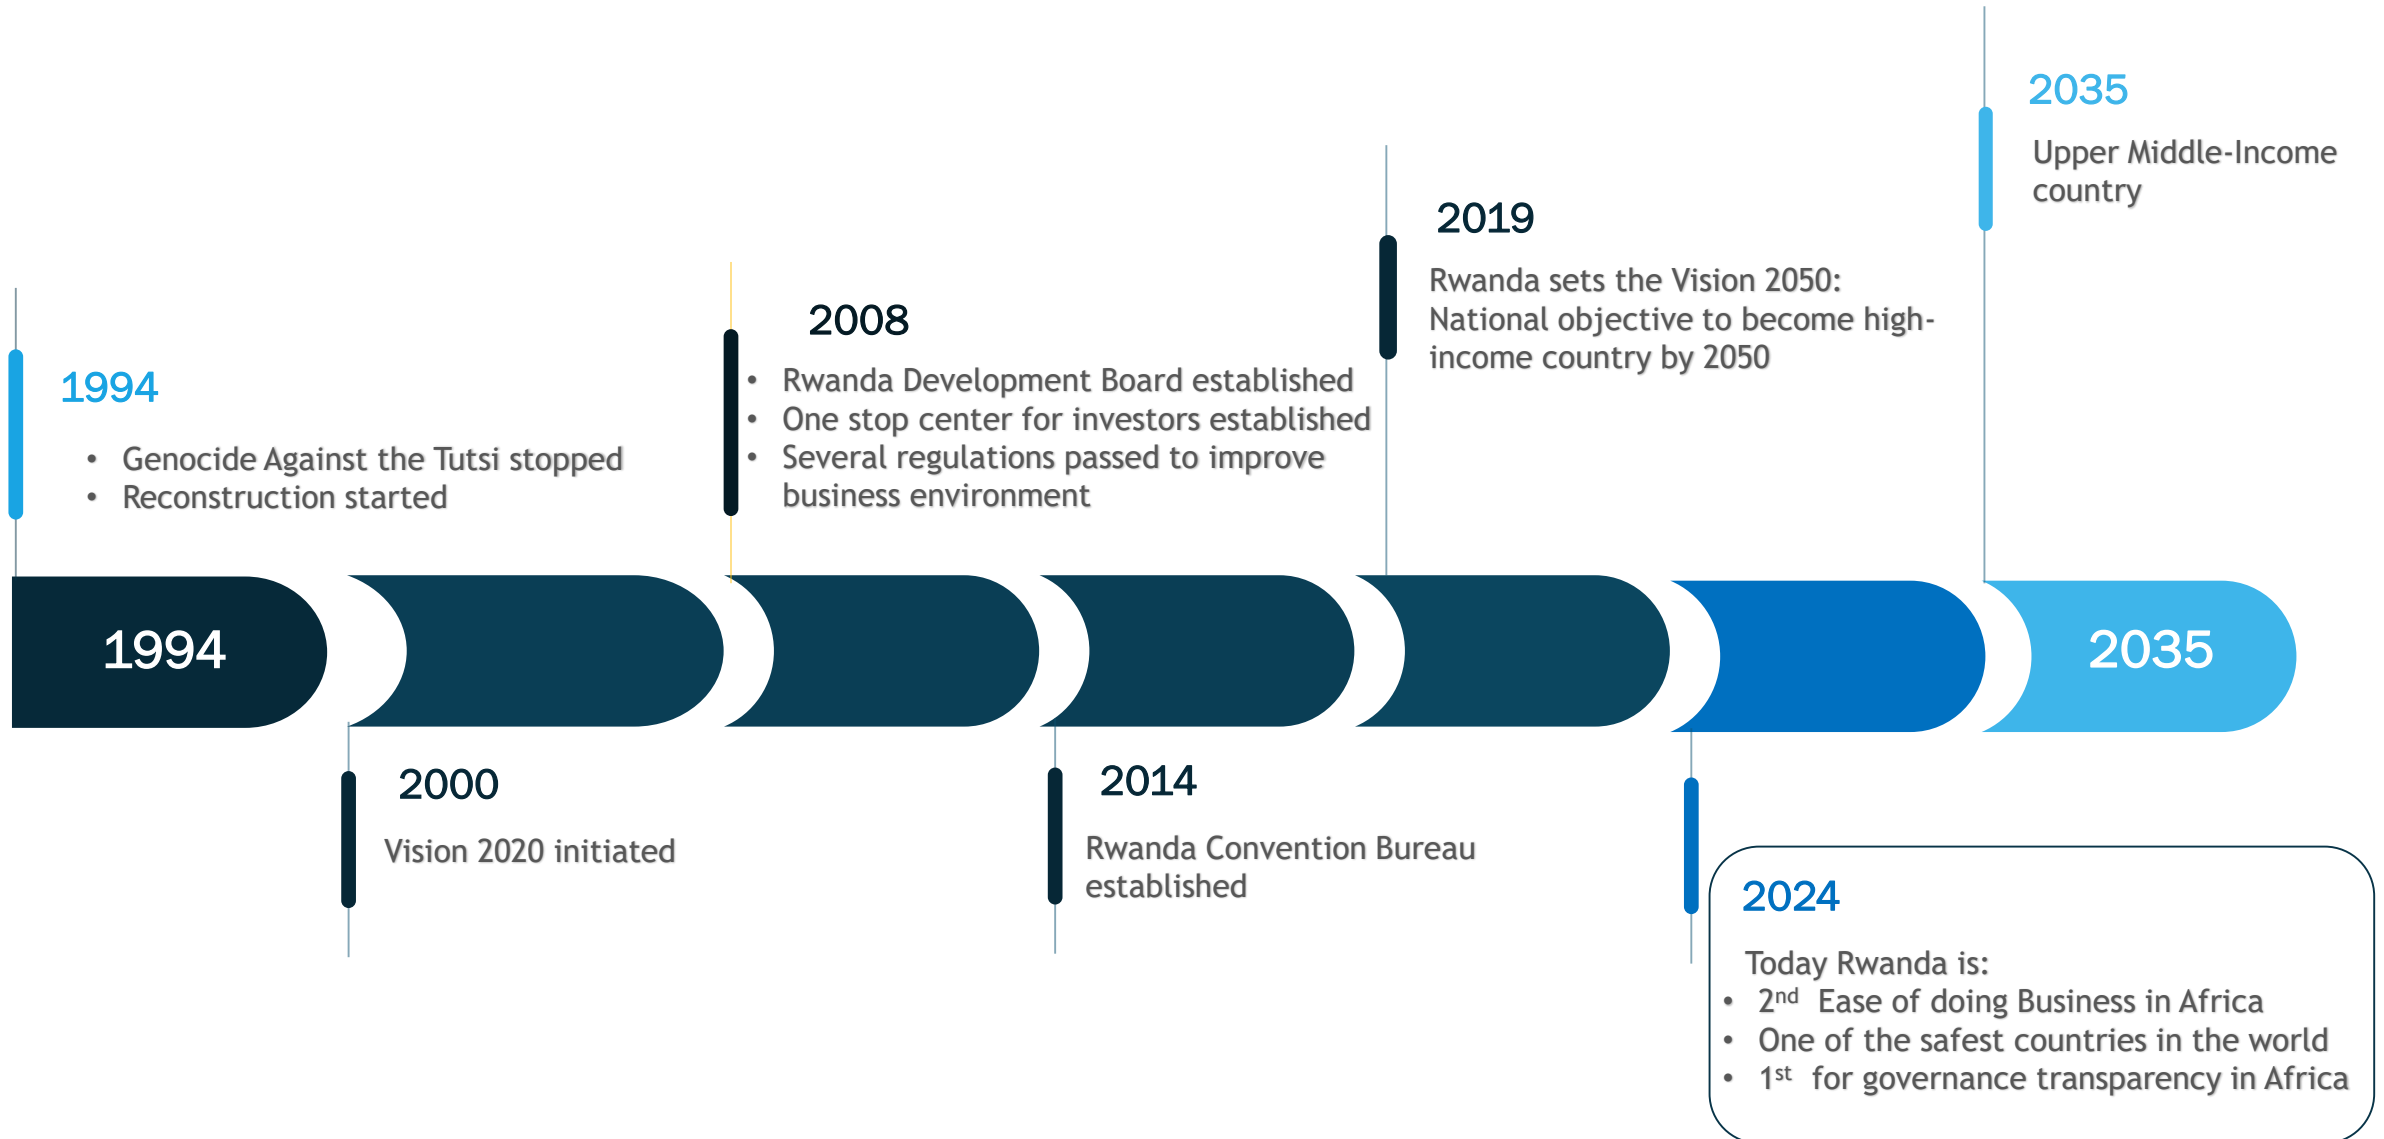 1994
• Genocide Against the Tutsi stopped
• Reconstruction started
2008
• Rwanda Development Board established
• One stop center for investors established
• Several regulations passed to improve
business environment
2019
Rwanda sets the Vision 2050:
National objective to become high-
income country by 2050
2035
Upper Middle-Income
country
1994
2035
2000
Vision 2020 initiated
2014
Rwanda Convention Bureau
established
2024
Today Rwanda is:
• 2nd Ease of doing Business in Africa
• One of the safest countries in the world
• 1st for governance transparency in Africa